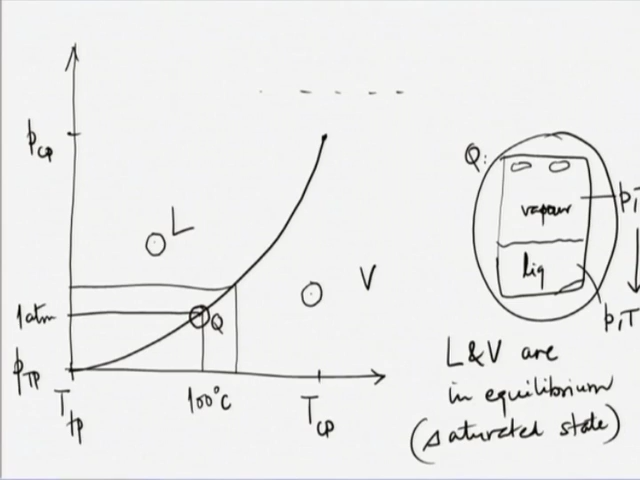 p_cp
L
V
1atm
Q
p_TP
T_tp
100°C
T_cp
Q:
vapour
liq
p,T
p,T
L&V are
in equilibrium
(saturated state)